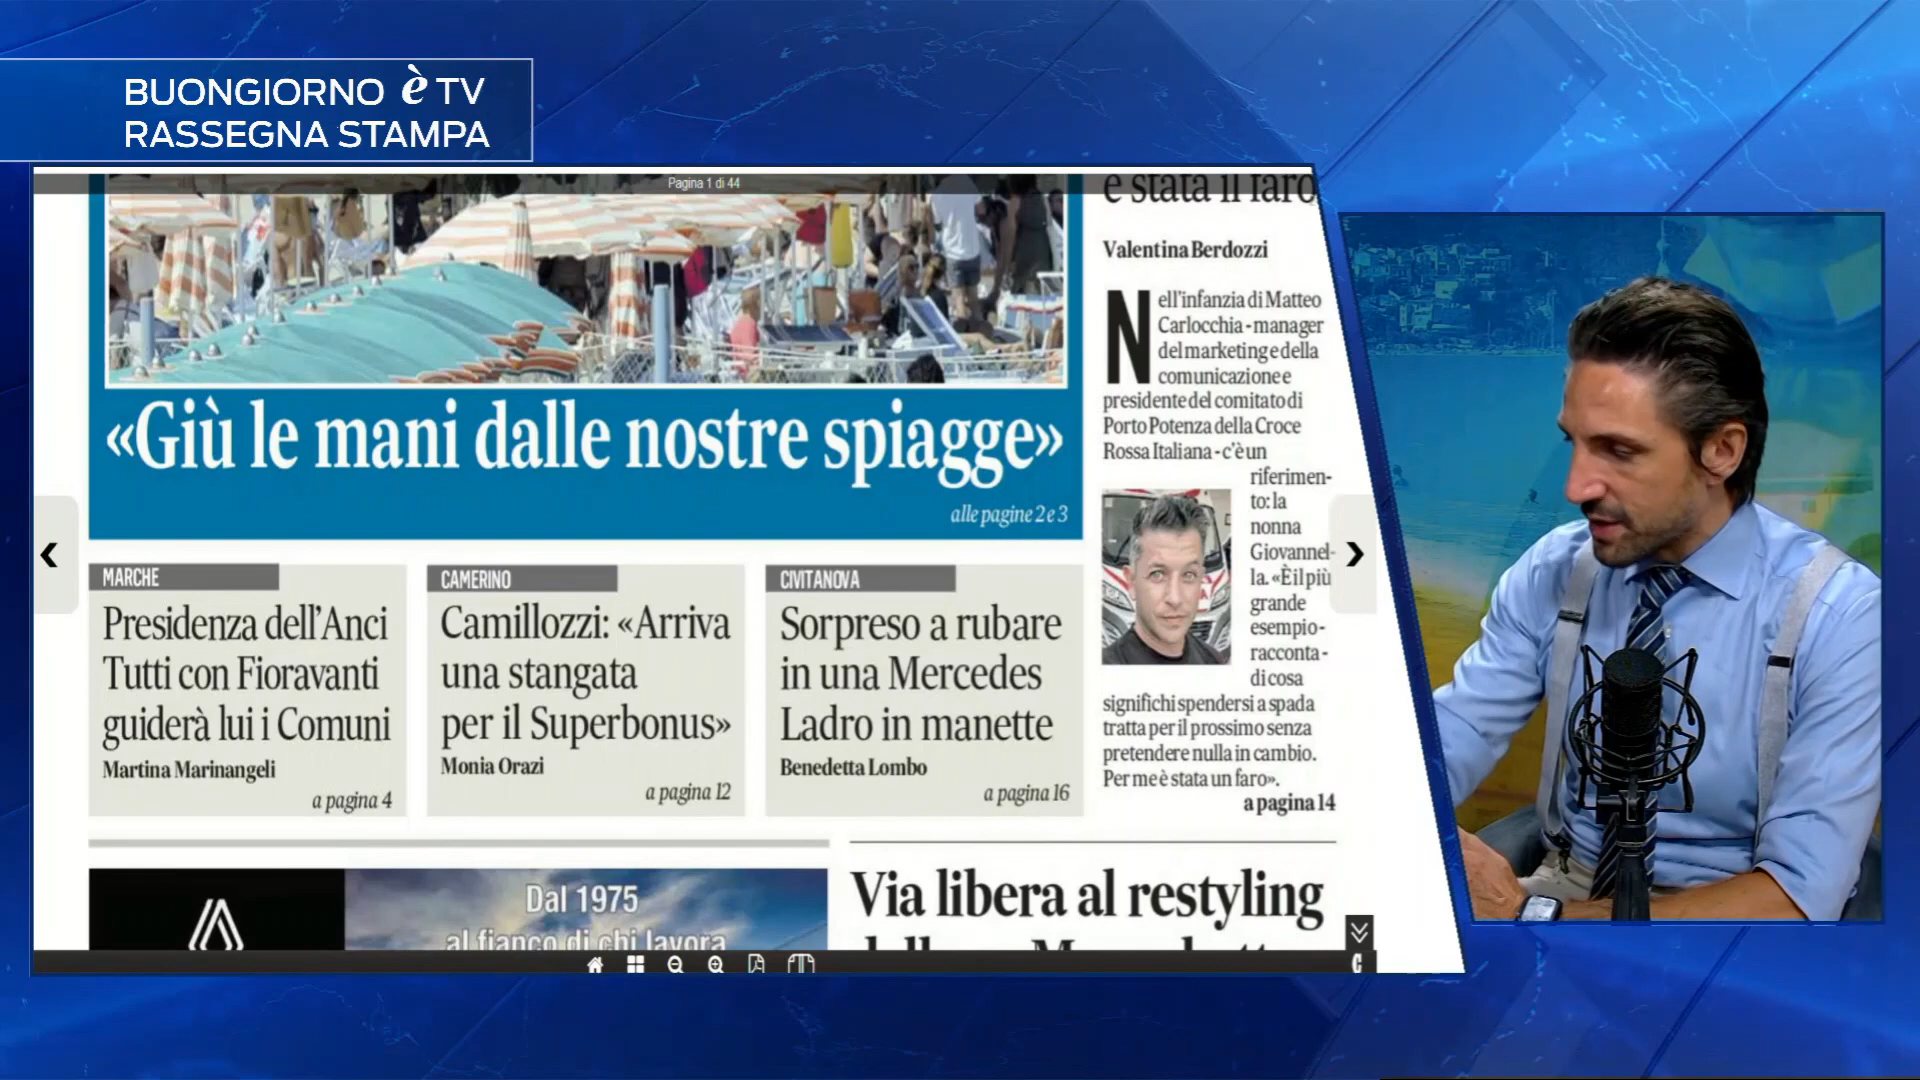 BUONGIORNO è TV
RASSEGNA STAMPA
Pagina 1 di 44
«Giù le mani dalle nostre spiagge»
alle pagine 2 e 3
MARCHE
Presidenza dell'Anci
Tutti con Fioravanti
guiderà lui i Comuni
Martina Marinangeli
a pagina 4
CAMERINO
Camillozzi: «Arriva
una stangata
per il Superbonus»
Monia Orazi
a pagina 12
CIVITANOVA
Sorpreso a rubare
in una Mercedes
Ladro in manette
Benedetta Lombo
a pagina 16
è stata il faro
Valentina Berdozzi
Nell'infanzia di Matteo
Carlocchia - manager
del marketing e della
comunicazione e
presidente del comitato di
Porto Potenza della Croce
Rossa Italiana - c'è un
riferimen-
to: la
nonna
Giovannel-
la. «È il più
grande
esempio -
racconta -
di cosa
significhi spendersi a spada
tratta per il prossimo senza
pretendere nulla in cambio.
Per me è stata un faro».
a pagina 14
Dal 1975
al fianco di chi lavora
Via libera al restyling